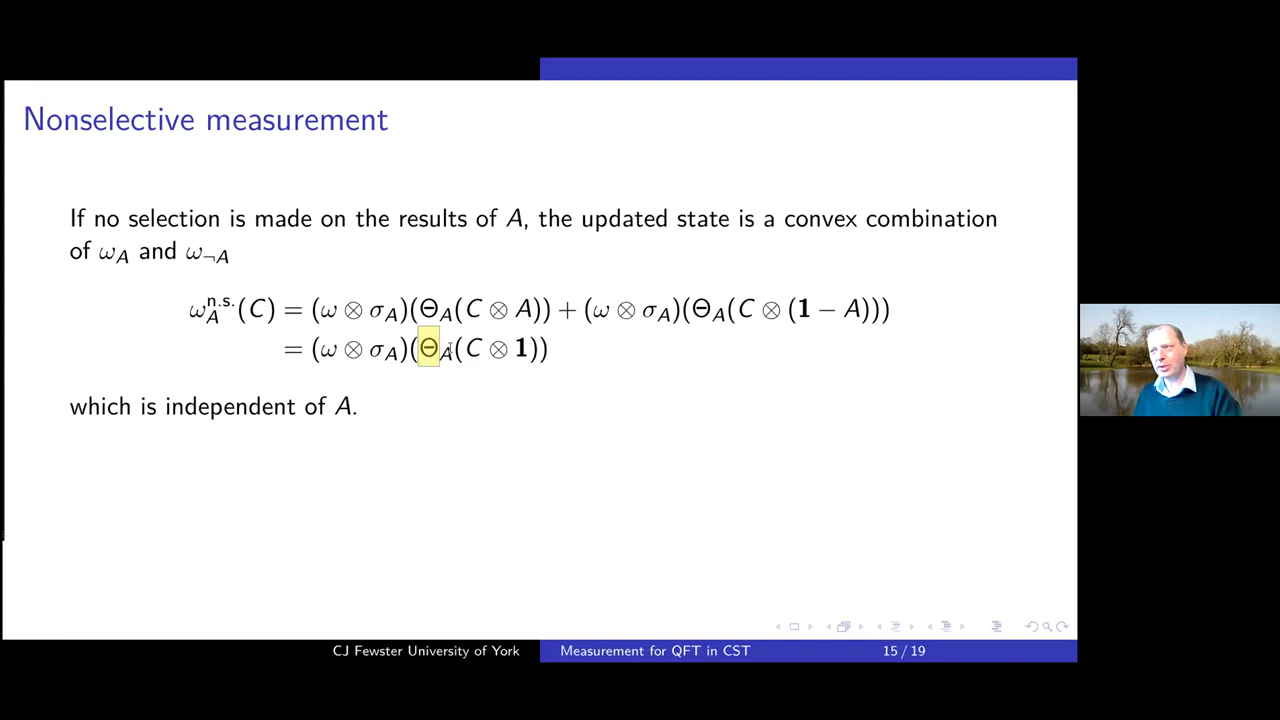 Nonselective measurement
If no selection is made on the results of A, the updated state is a convex combination
of ω_A and ω_¬A
ω_A^n.s.(C) = (ω ⊗ σ_A)(Θ_A(C ⊗ A)) + (ω ⊗ σ_A)(Θ_A(C ⊗ (1 − A)))
= (ω ⊗ σ_A)(Θ_A(C ⊗ 1))
which is independent of A.
CJ Fewster University of York Measurement for QFT in CST 15 / 19